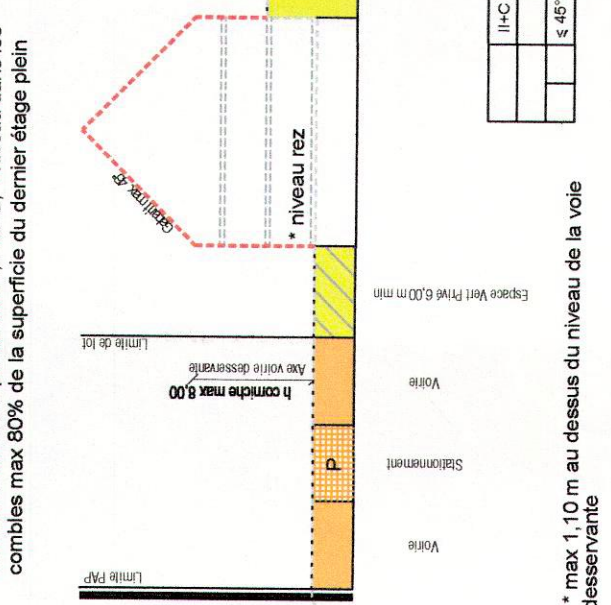 combles max 80% de la superficie du dernier étage plein
Gabarit max 45°
* niveau rez
Limite de lot
Axe voirie desservante
h corniche max 8,00
Limite PAP
P
Espace Vert Privé 6,00 m min
Voirie
Stationnement
Voirie
II+C
≤ 45°
* max 1,10 m au dessus du niveau de la voie
desservante